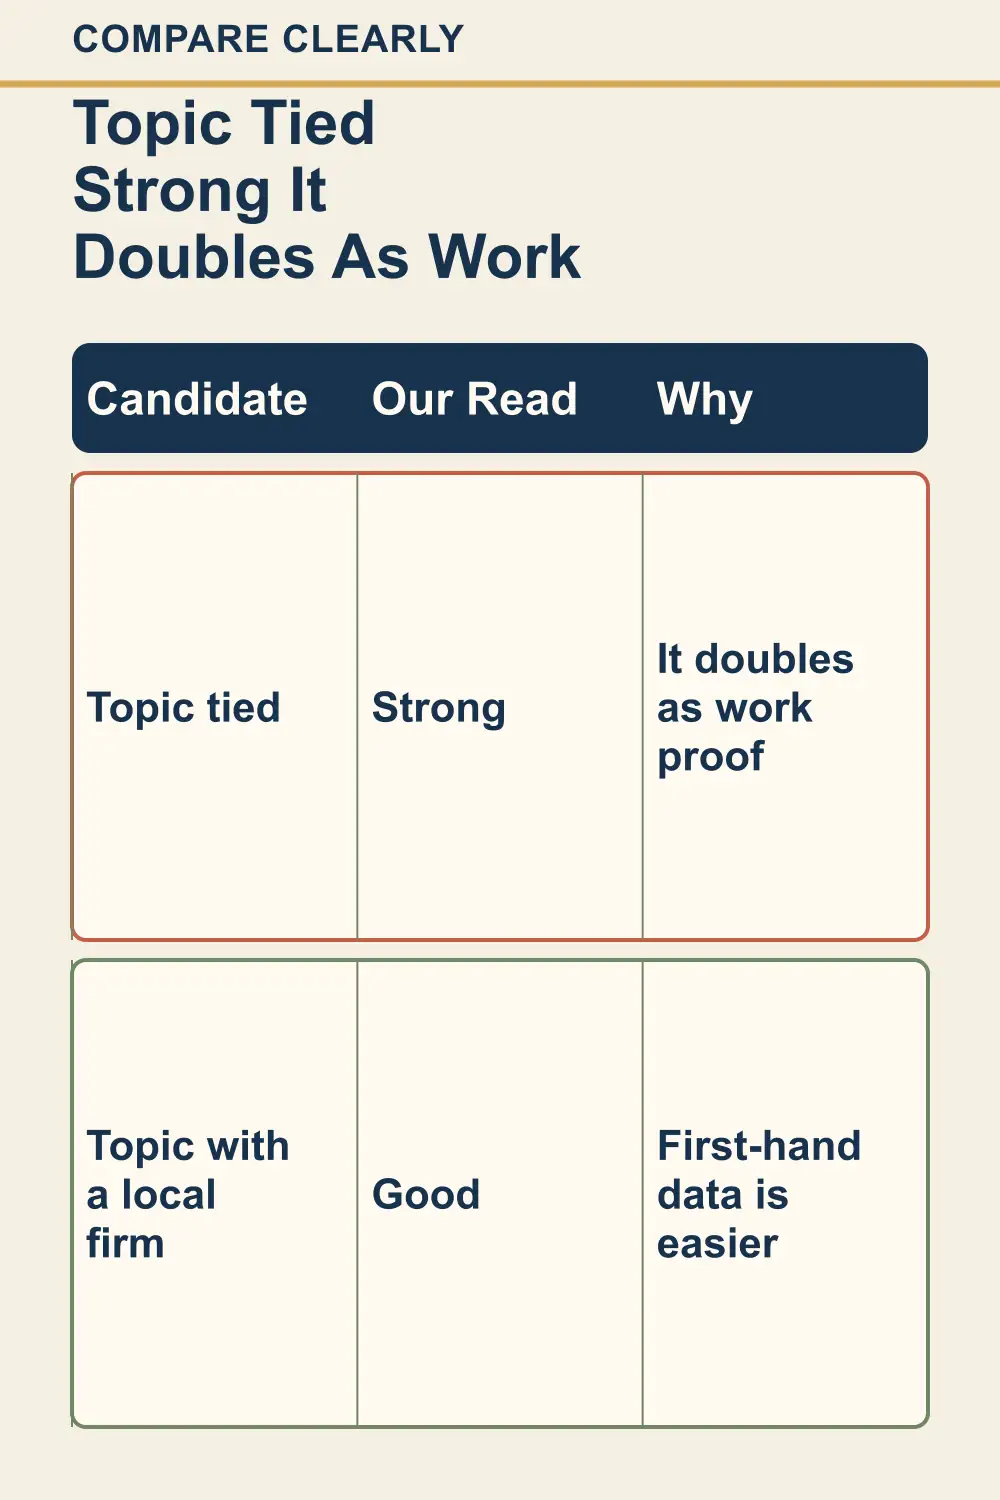 COMPARE CLEARLY
Topic Tied
Strong It
Doubles As Work
Candidate Our Read Why
Topic tied
Strong
It doubles
as work
proof
Topic with
a local
firm
Good
First-hand
data is
easier